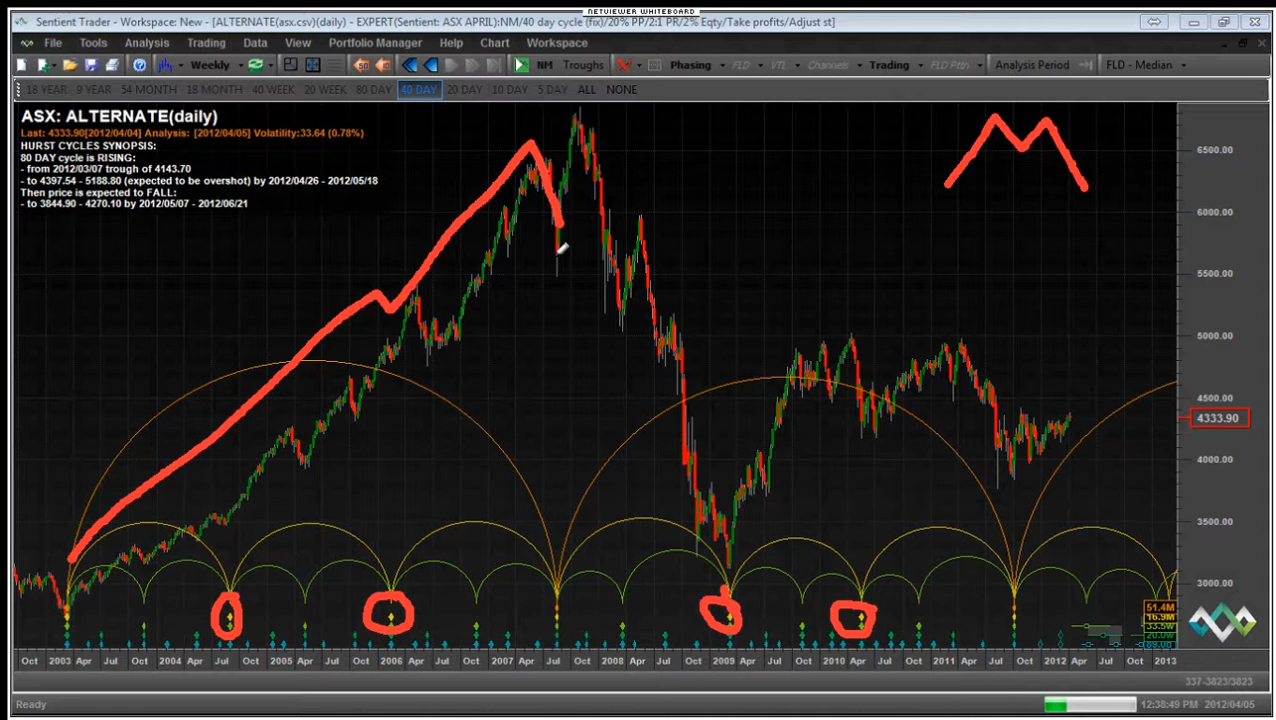 NETVIEWER WHITEBOARD
Sentient Trader - Workspace: New - [ALTERNATE(asx.csv)(daily) - EXPERT(Sentient: ASX APRIL):NM/40 day cycle (fix)/20% PP/2:1 PR/2% Eqty/Take profits/Adjust st]
File Tools Analysis Trading Data View Portfolio Manager Help Chart Workspace
Weekly NM Troughs Phasing FLD VTL Channels Trading FLD Pttn Analysis Period FLD - Median
18 YEAR 9 YEAR 54 MONTH 18 MONTH 40 WEEK 20 WEEK 80 DAY 40 DAY 20 DAY 10 DAY 5 DAY ALL NONE
ASX: ALTERNATE(daily)
Last: 4333.90[2012/04/04] Analysis: [2012/04/05] Volatility:33.64 (0.78%)
HURST CYCLES SYNOPSIS:
80 DAY cycle is RISING:
- from 2012/03/07 trough of 4143.70
- to 4397.54 - 5188.80 (expected to be overshot) by 2012/04/26 - 2012/05/18
Then price is expected to FALL:
- to 3844.90 - 4270.10 by 2012/05/07 - 2012/06/21
6500.00
6000.00
5500.00
5000.00
4500.00
4333.90
4000.00
3500.00
3000.00
51.4M
16.9M
33.5W
20.0W
Oct 2003 Apr Jul Oct 2004 Apr Jul Oct 2005 Apr Jul Oct 2006 Apr Jul Oct 2007 Apr Jul Oct 2008 Apr Jul Oct 2009 Apr Jul Oct 2010 Apr Jul Oct 2011 Apr Jul Oct 2012 Apr Jul Oct 2013
337-3823/3823
Ready 12:38:49 PM 2012/04/05